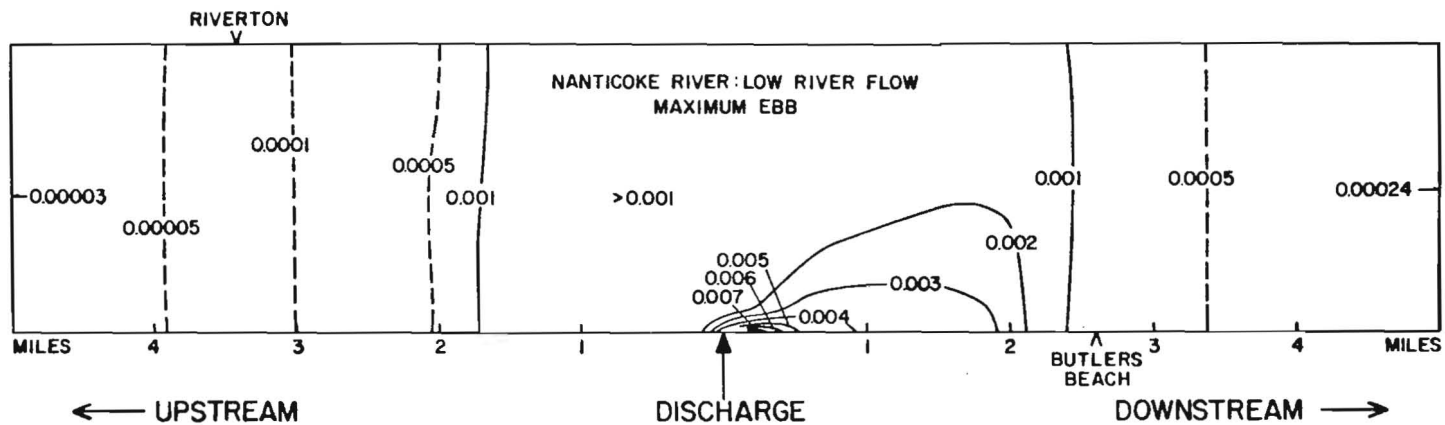 RIVERTON
NANTICOKE RIVER: LOW RIVER FLOW
MAXIMUM EBB
0.00003
0.00005
0.0001
0.0005
0.001
>0.001
0.005
0.006
0.007
0.004
0.003
0.002
0.001
0.0005
0.00024
MILES 4 3 2 1 1 2 3 4 MILES
BUTLERS
BEACH
UPSTREAM DISCHARGE DOWNSTREAM